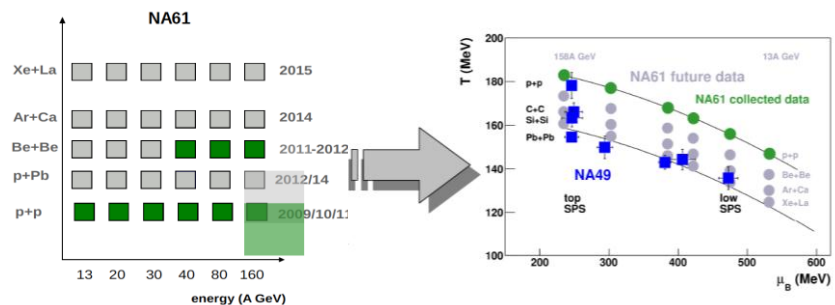 NA61
Xe+La
2015
Ar+Ca
2014
Be+Be
2011-2012
p+Pb
2012/14
p+p
2009/10/11
13 20 30 40 80 160
energy (A GeV)
T (MeV)
200
180
160
140
120
100
158A GeV
13A GeV
NA61 future data
NA61 collected data
p+p
C+C
Si+Si
Pb+Pb
NA49
p+p
Be+Be
Ar+Ca
Xe+La
top
SPS
low
SPS
200 300 400 500 600
μB (MeV)